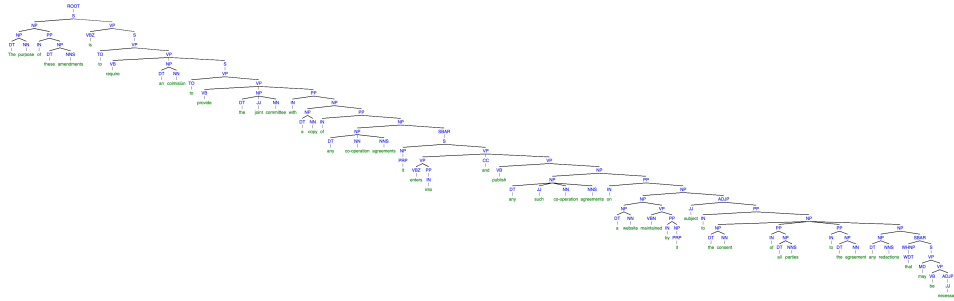 ROOT
S
NP VP
NP PP VBZ S
DT NN IN NP is VP
The purpose of DT NNS TO VP
these amendments to VB NP S
require DT NN VP
an omission TO VP
to VB NP PP
provide DT JJ NN IN NP
the joint committee with NP PP
DT NN IN NP
a copy of NP SBAR
DT NN NNS S
any co-operation agreements NP VP
PRP VP CC VP
it VBZ PP and VB NP
enters IN publish NP PP
into DT JJ NN NNS IN NP
any such co-operation agreements on NP ADJP
NP VP JJ PP
DT NN VBN PP subject IN NP
a website maintained IN NP to NP PP PP NP
by PRP DT NN IN NP IN NP NP SBAR
it the consent of DT NNS to DT NN DT NNS WHNP S
all parties the agreement any redactions WDT VP
that MD VP
may VB ADJP
be JJ